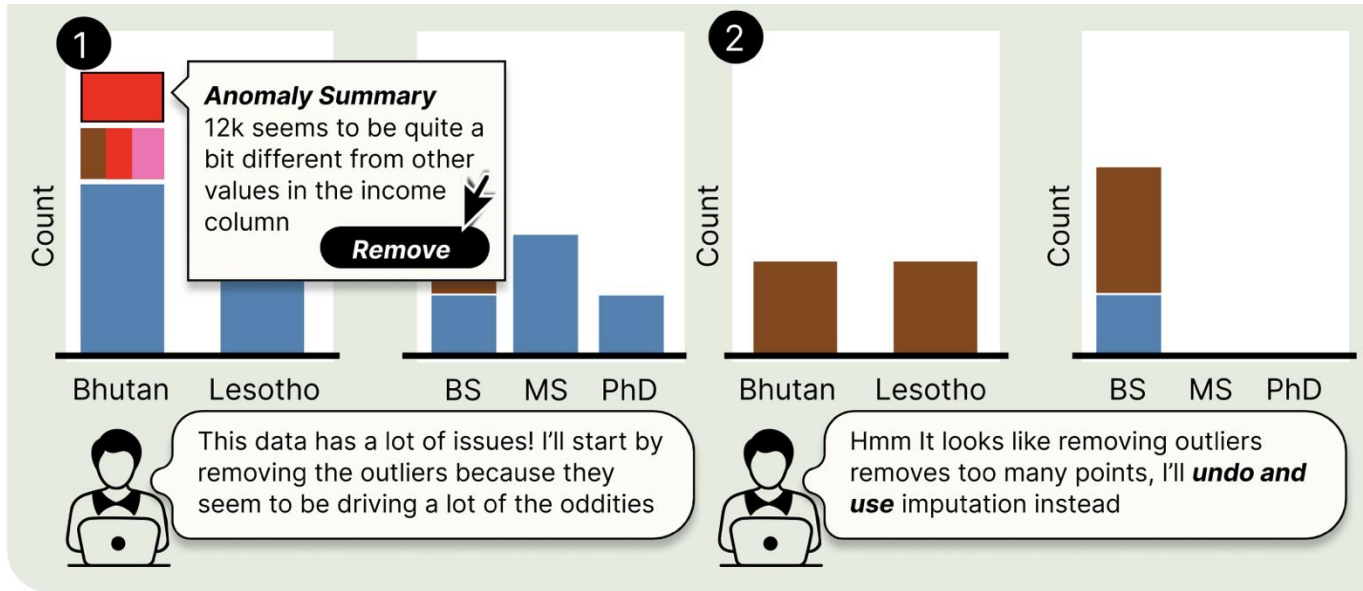 1
Anomaly Summary
12k seems to be quite a
bit different from other
values in the income
column
Remove
Count
Bhutan Lesotho
BS MS PhD
This data has a lot of issues! I'll start by
removing the outliers because they
seem to be driving a lot of the oddities
2
Count
Bhutan Lesotho
Count
BS MS PhD
Hmm It looks like removing outliers
removes too many points, I'll undo and
use imputation instead